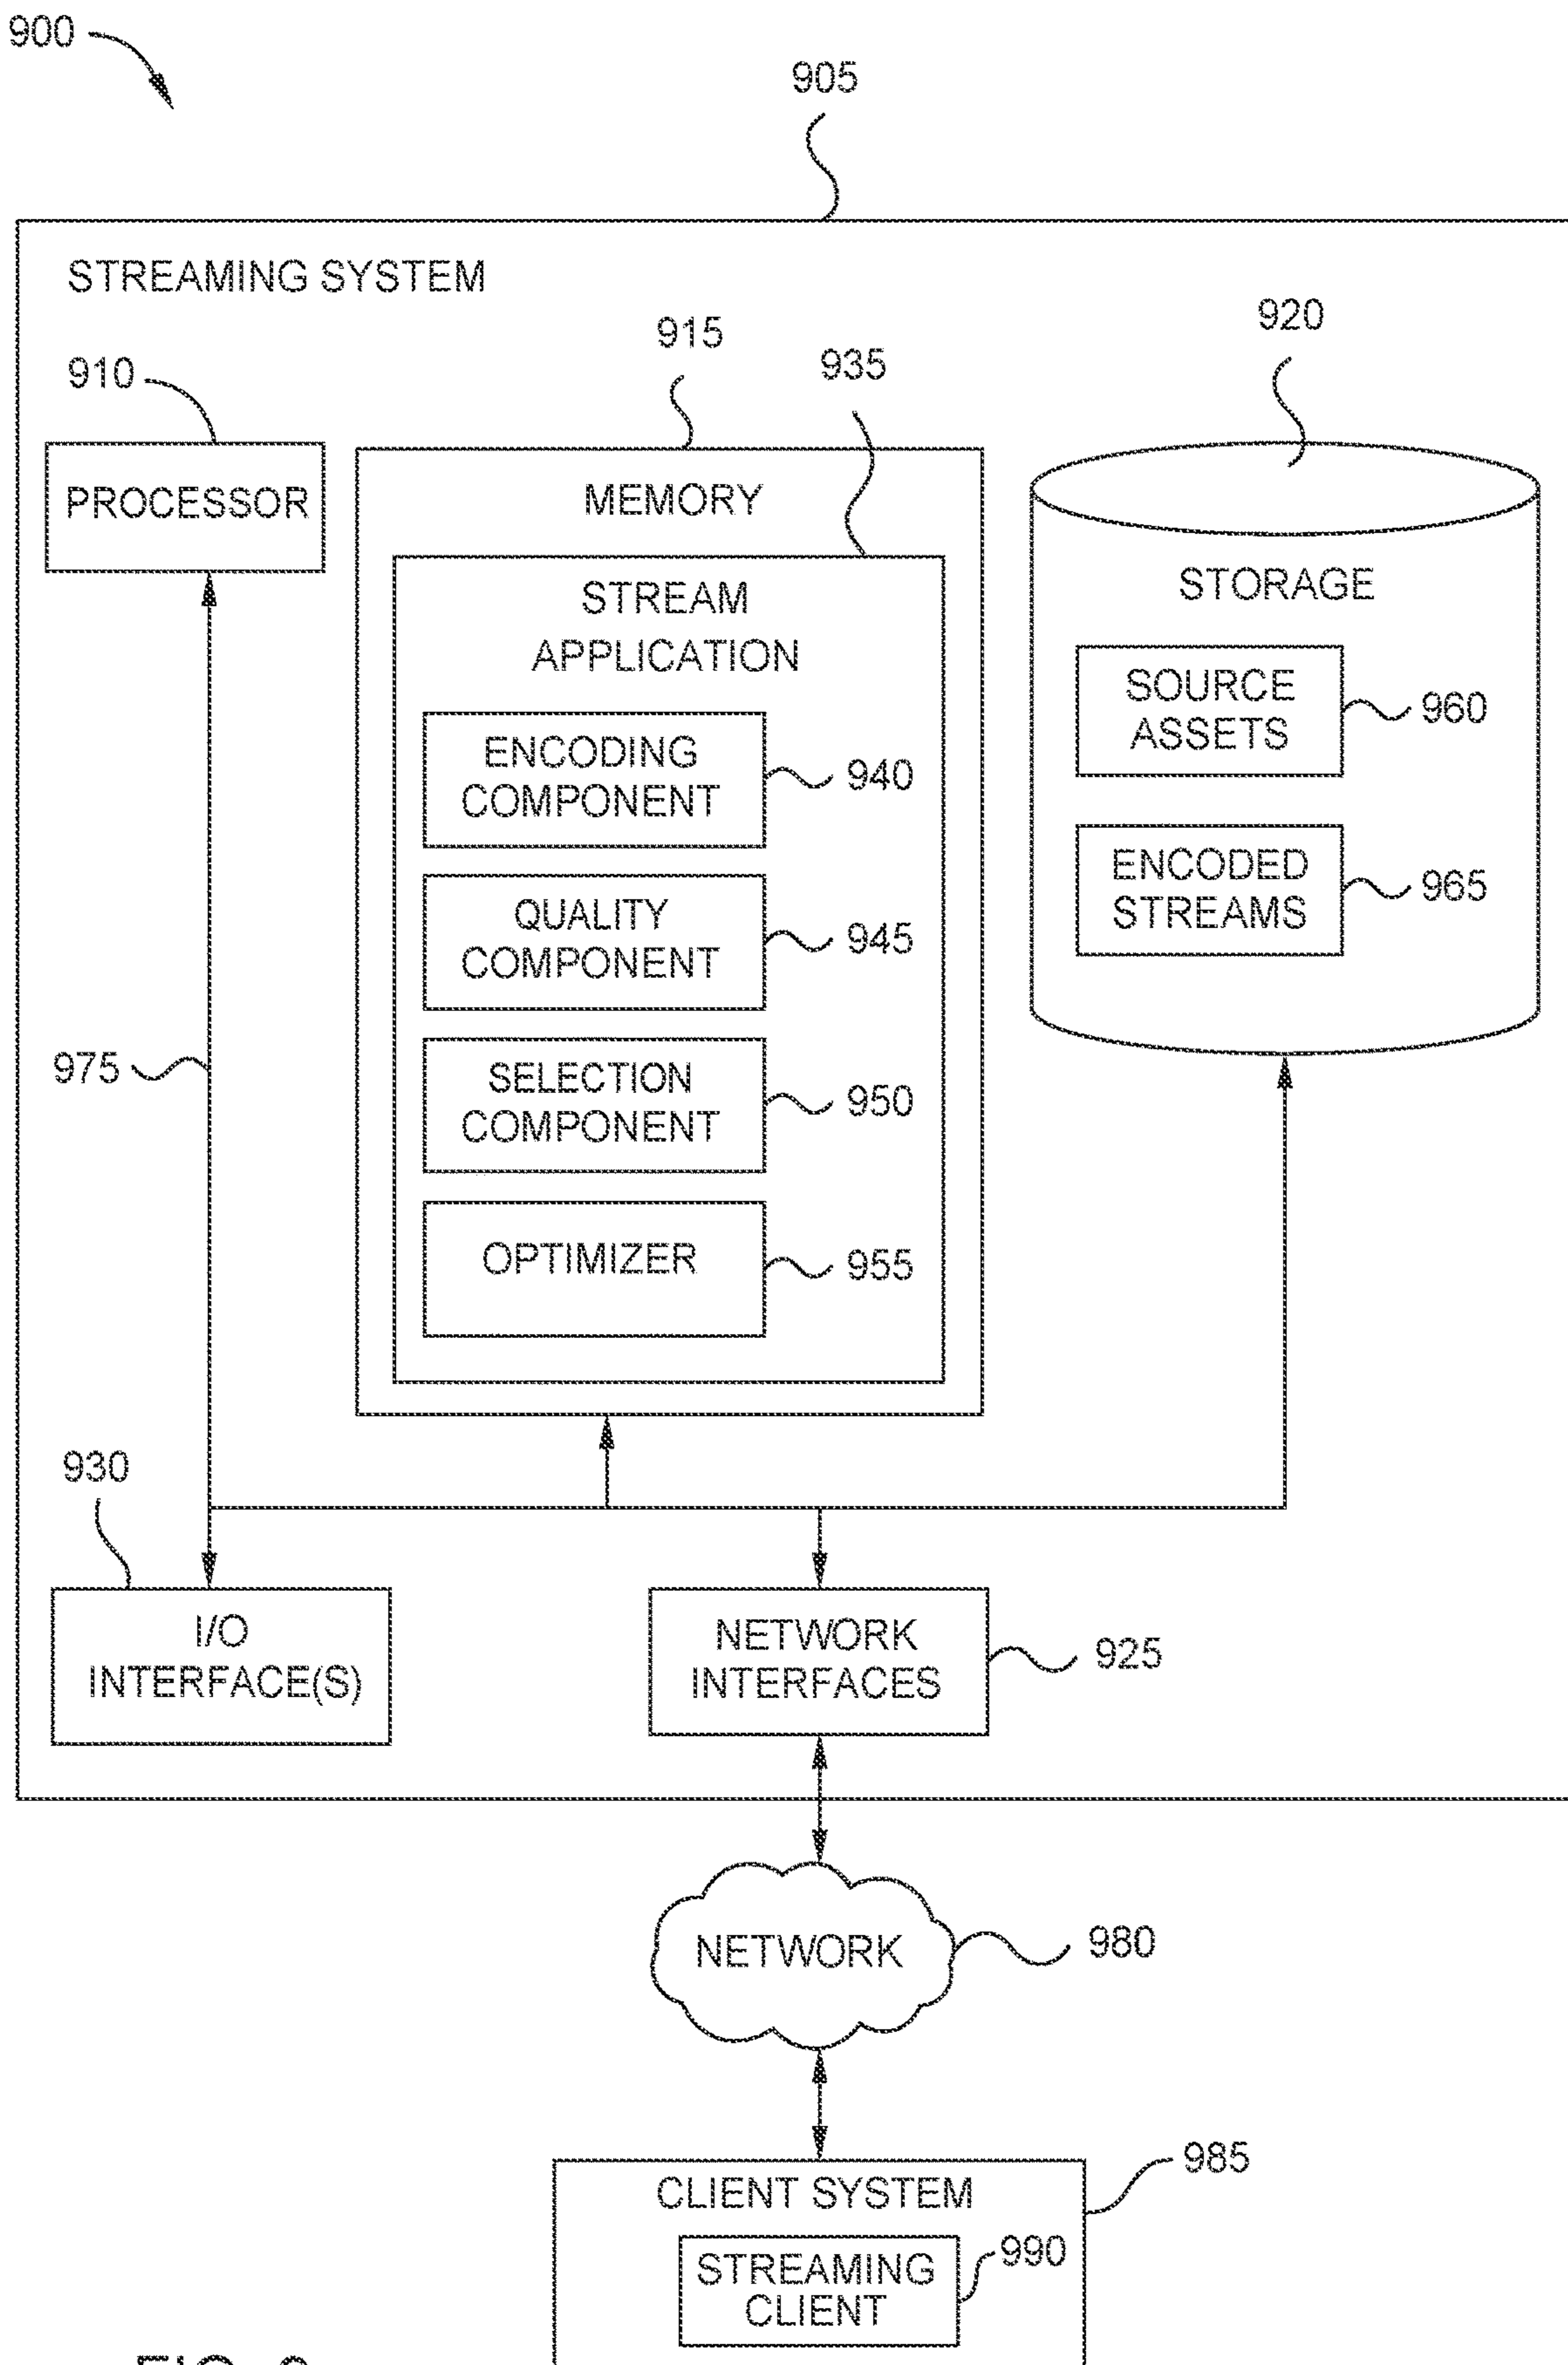 900
905
STREAMING SYSTEM
920
915
935
910
PROCESSOR
MEMORY
STREAM
APPLICATION
STORAGE
SOURCE
ASSETS
960
ENCODING
COMPONENT
940
ENCODED
STREAMS
965
QUALITY
COMPONENT
945
975
SELECTION
COMPONENT
950
OPTIMIZER
955
930
I/O
INTERFACE(S)
NETWORK
INTERFACES
925
NETWORK
980
CLIENT SYSTEM
985
STREAMING
CLIENT
990